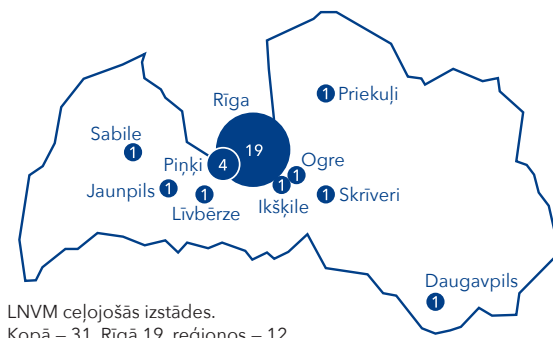 Rīga
1 Priekuļi
Sabile
1
19
Piņķi
4
Ogre
1
Jaunpils
1
1
Līvbērze
1
Ikšķile
1 Skrīveri
Daugavpils
1
LNVM ceļojošās izstādes.
Kopā – 31, Rīgā 19, reģionos – 12